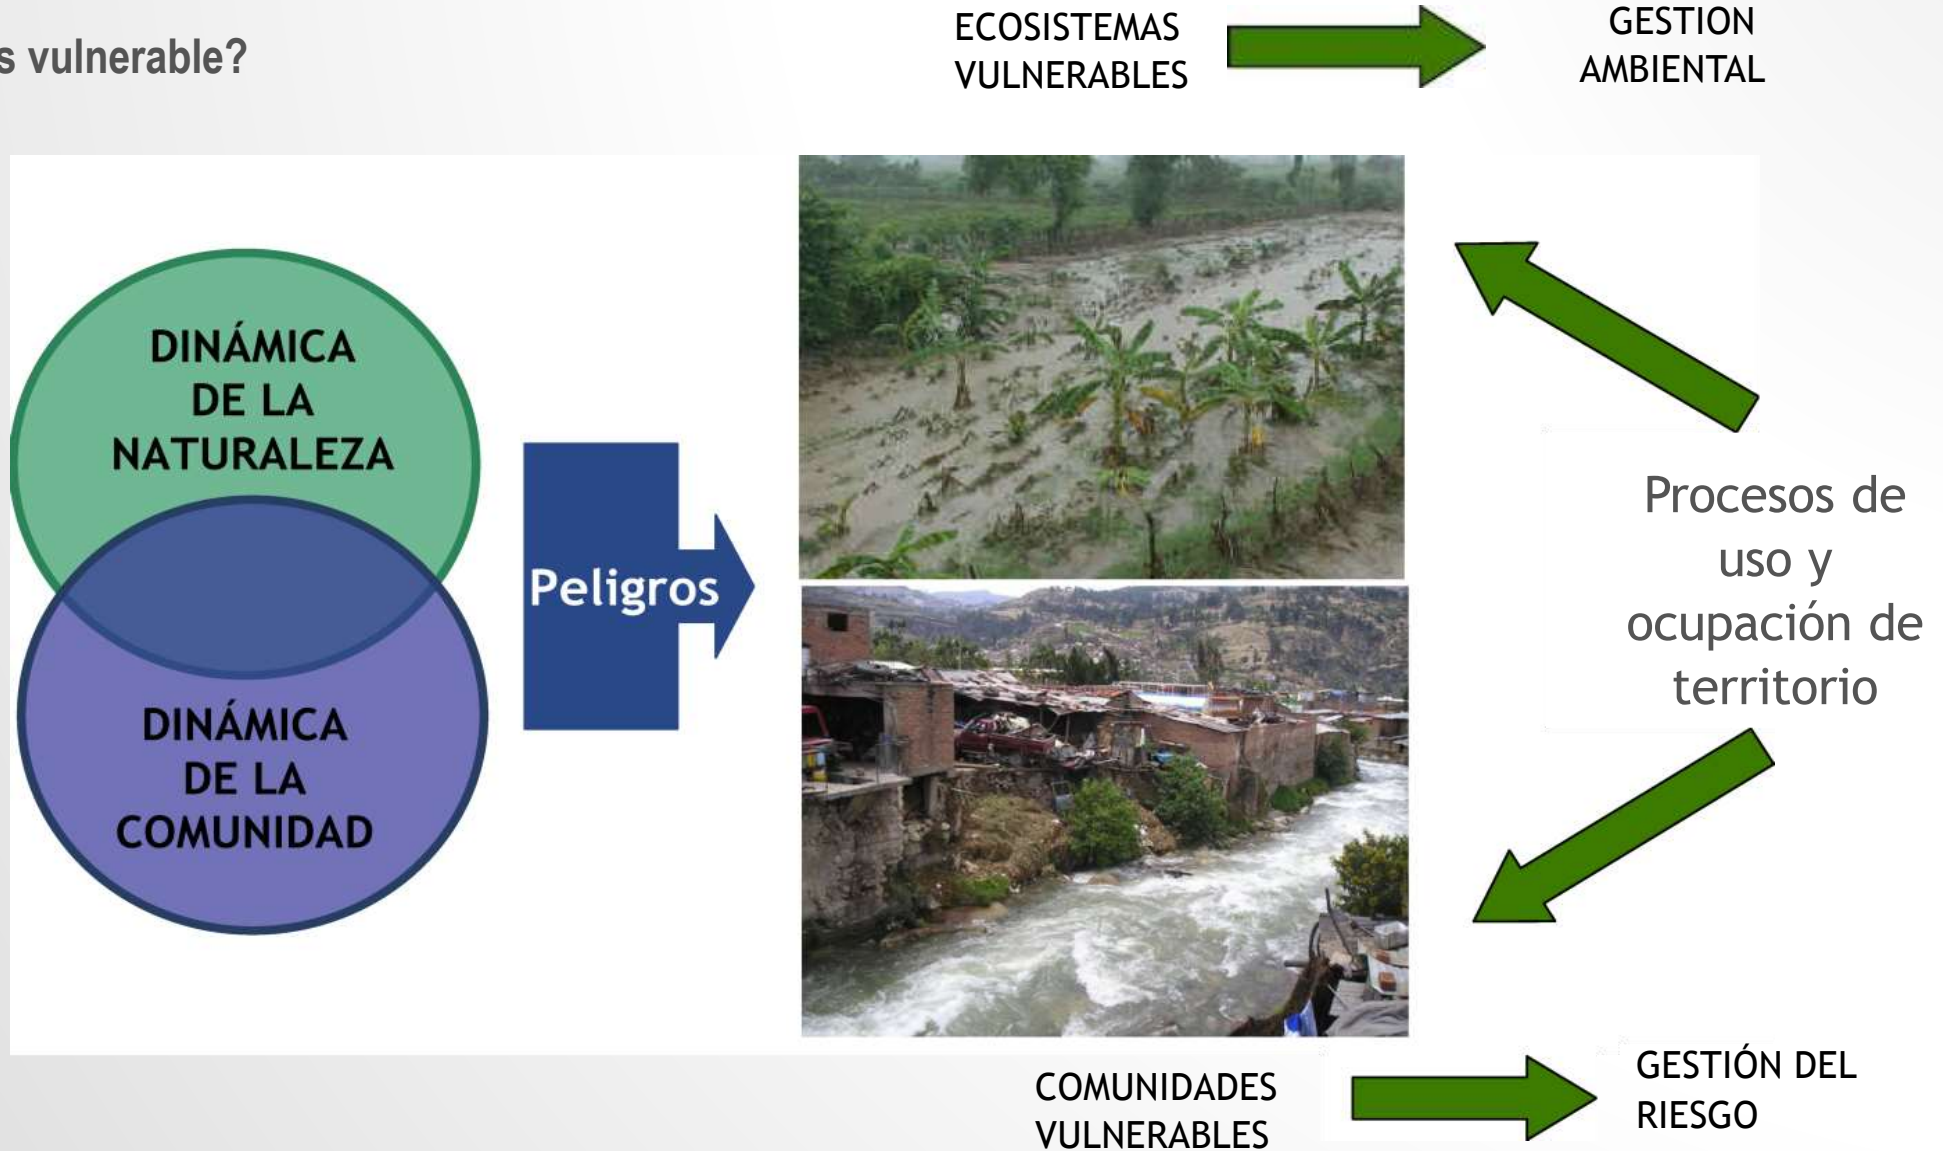 s vulnerable?
ECOSISTEMAS
VULNERABLES
GESTION
AMBIENTAL
DINÁMICA
DE LA
NATURALEZA
Peligros
DINÁMICA
DE LA
COMUNIDAD
Procesos de
uso y
ocupación de
territorio
COMUNIDADES
VULNERABLES
GESTIÓN DEL
RIESGO